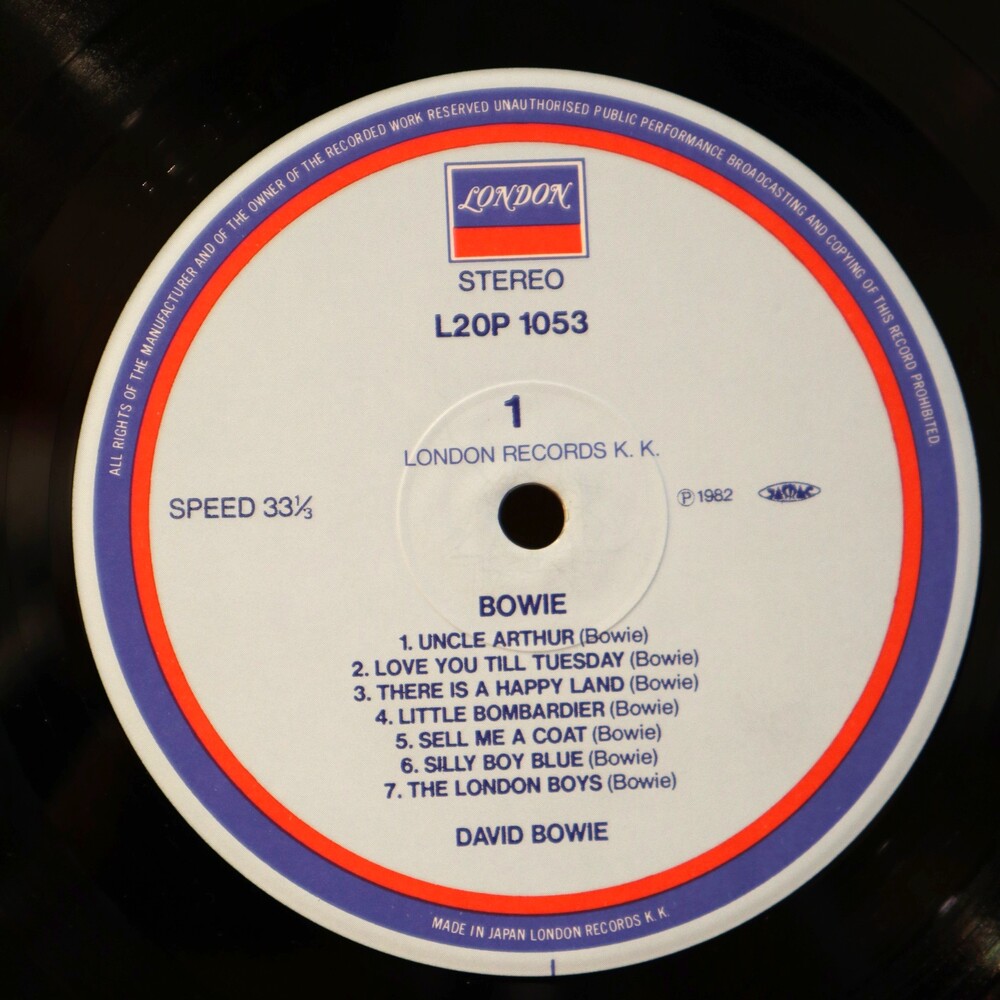 ALL RIGHTS OF THE MANUFACTURER AND OF THE OWNER OF THE RECORDED WORK RESERVED UNAUTHORISED PUBLIC PERFORMANCE BROADCASTING AND COPYING OF THIS RECORD PROHIBITED.
LONDON
STEREO
L20P 1053
1
LONDON RECORDS K. K.
SPEED 33⅓
℗ 1982
JASRAC
BOWIE
1. UNCLE ARTHUR (Bowie)
2. LOVE YOU TILL TUESDAY (Bowie)
3. THERE IS A HAPPY LAND (Bowie)
4. LITTLE BOMBARDIER (Bowie)
5. SELL ME A COAT (Bowie)
6. SILLY BOY BLUE (Bowie)
7. THE LONDON BOYS (Bowie)
DAVID BOWIE
MADE IN JAPAN LONDON RECORDS K. K.